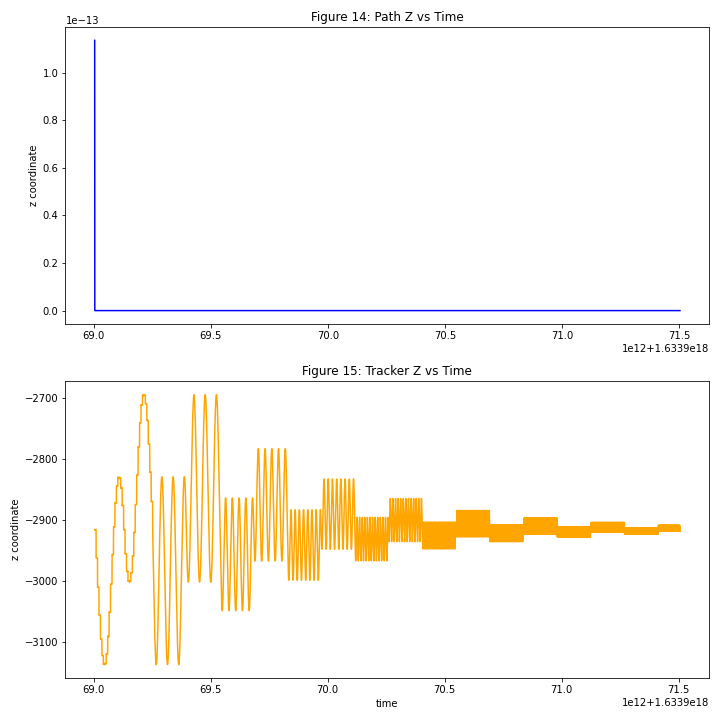 Figure 14: Path Z vs Time
1e−13
1.0
0.8
0.6
0.4
0.2
0.0
z coordinate
69.0 69.5 70.0 70.5 71.0 71.5
1e12+1.6339e18
Figure 15: Tracker Z vs Time
−2700
−2800
−2900
−3000
−3100
z coordinate
69.0 69.5 70.0 70.5 71.0 71.5
time
1e12+1.6339e18